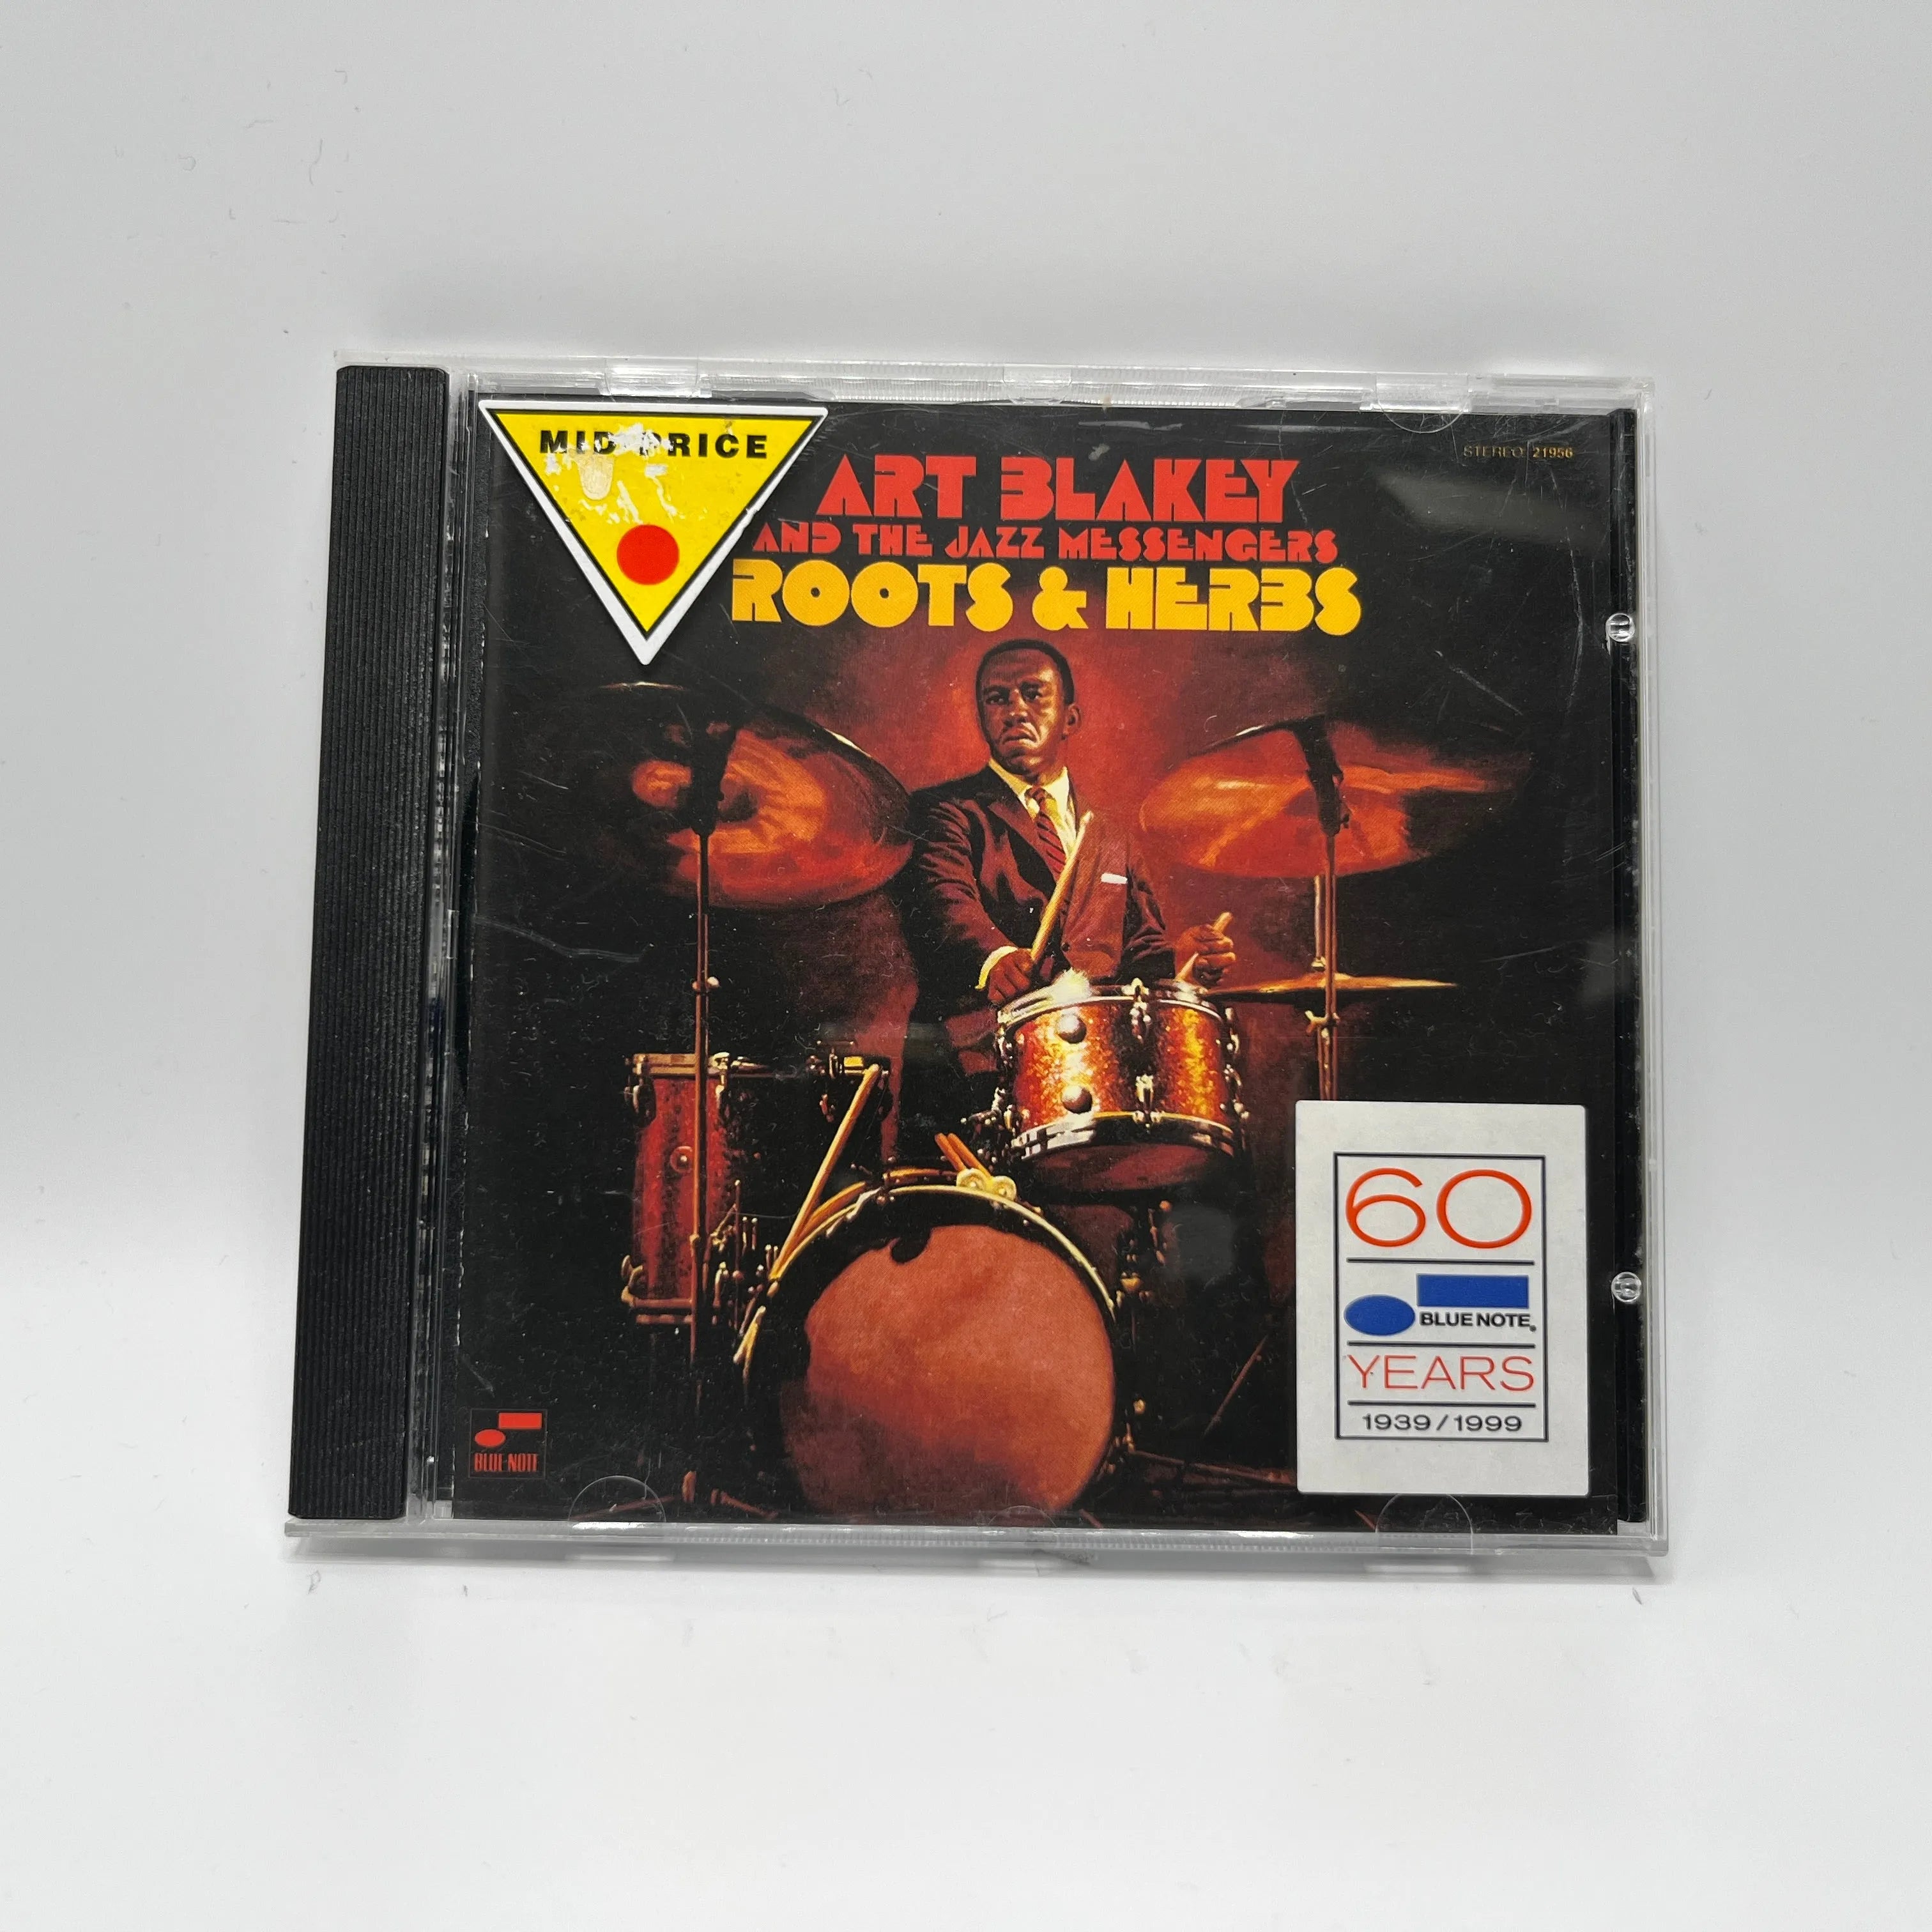 MID PRICE
STEREO 21956
ART BLAKEY
AND THE JAZZ MESSENGERS
ROOTS & HERBS
60
BLUE NOTE
YEARS
1939/1999
BLUE NOTE